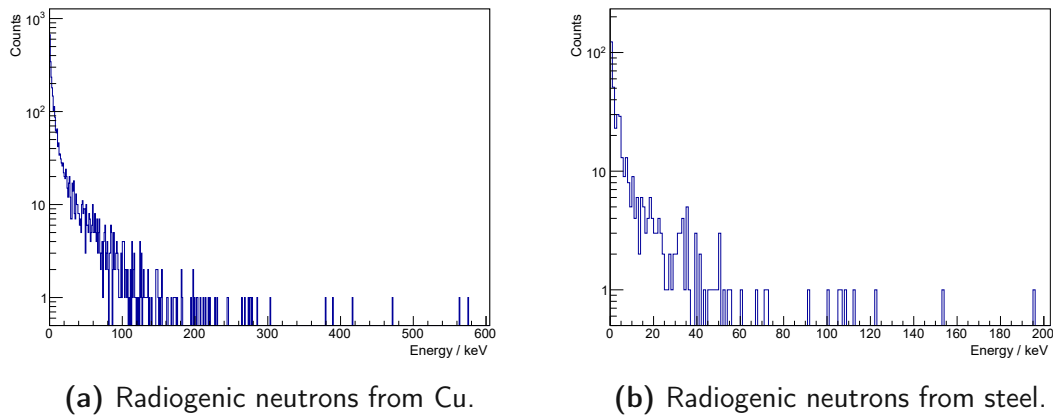 Counts
10³
10²
10
1
0 100 200 300 400 500 600
Energy / keV
(a) Radiogenic neutrons from Cu.
Counts
10²
10
1
0 20 40 60 80 100 120 140 160 180 200
Energy / keV
(b) Radiogenic neutrons from steel.